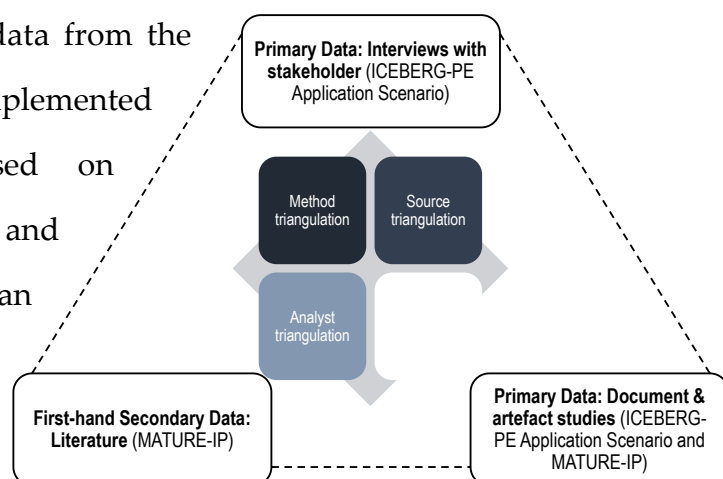 data from the
Primary Data: Interviews with
stakeholder (ICEBERG-PE
Application Scenario)
sed on
and
an
Method
triangulation
Source
triangulation
Analyst
triangulation
First-hand Secondary Data:
Literature (MATURE-IP)
Primary Data: Document &
artefact studies (ICEBERG-
PE Application Scenario and
MATURE-IP)